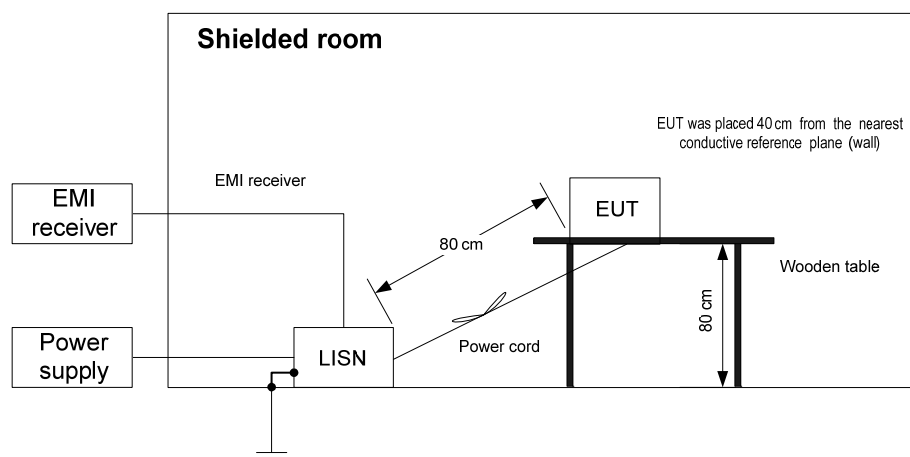 Shielded room
EUT was placed 40 cm from the nearest
conductive reference plane (wall)
EMI receiver
EMI
receiver
EUT
80 cm
Wooden table
80 cm
Power
supply
LISN
Power cord